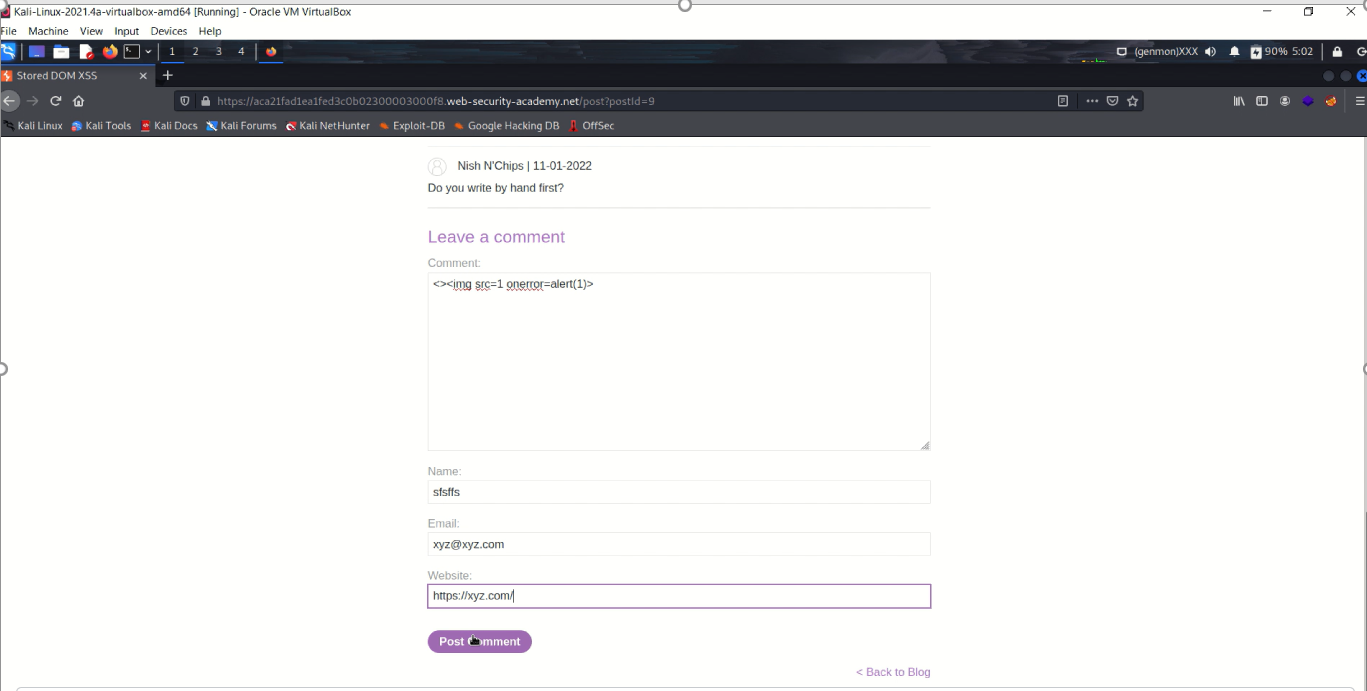 Kali-Linux-2021.4a-virtualbox-amd64 [Running] - Oracle VM VirtualBox
File Machine View Input Devices Help
1 2 3 4 (genmon)XXX 90% 5:02
Stored DOM XSS
https://aca21fad1ea1fed3c0b02300003000f8.web-security-academy.net/post?postId=9
Kali Linux Kali Tools Kali Docs Kali Forums Kali NetHunter Exploit-DB Google Hacking DB OffSec
Nish N'Chips | 11-01-2022
Do you write by hand first?
Leave a comment
Comment:
<><img src=1 onerror=alert(1)>
Name:
sfsffs
Email:
xyz@xyz.com
Website:
https://xyz.com/
Post Comment
< Back to Blog